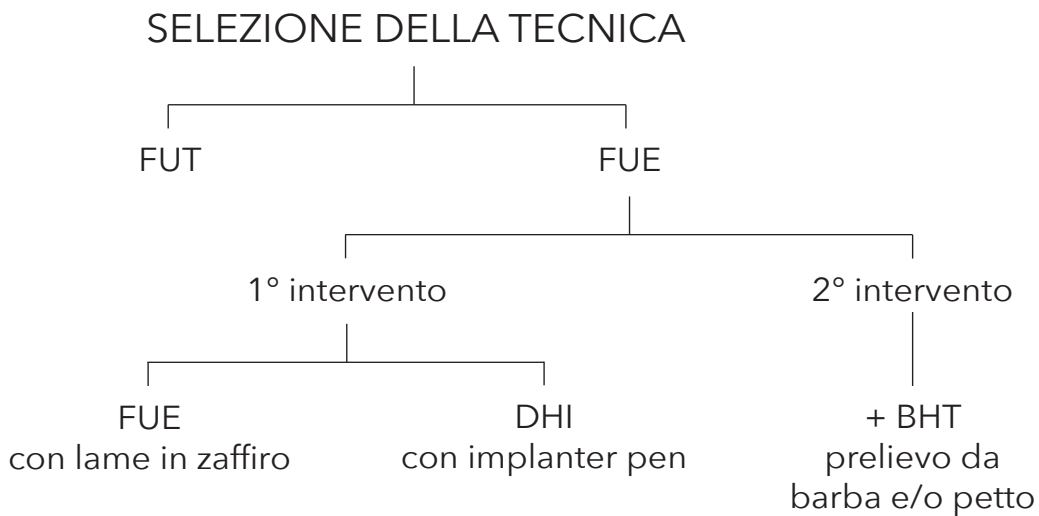 SELEZIONE DELLA TECNICA
FUT
FUE
1° intervento
2° intervento
FUE
con lame in zaffiro
DHI
con implanter pen
+ BHT
prelievo da
barba e/o petto